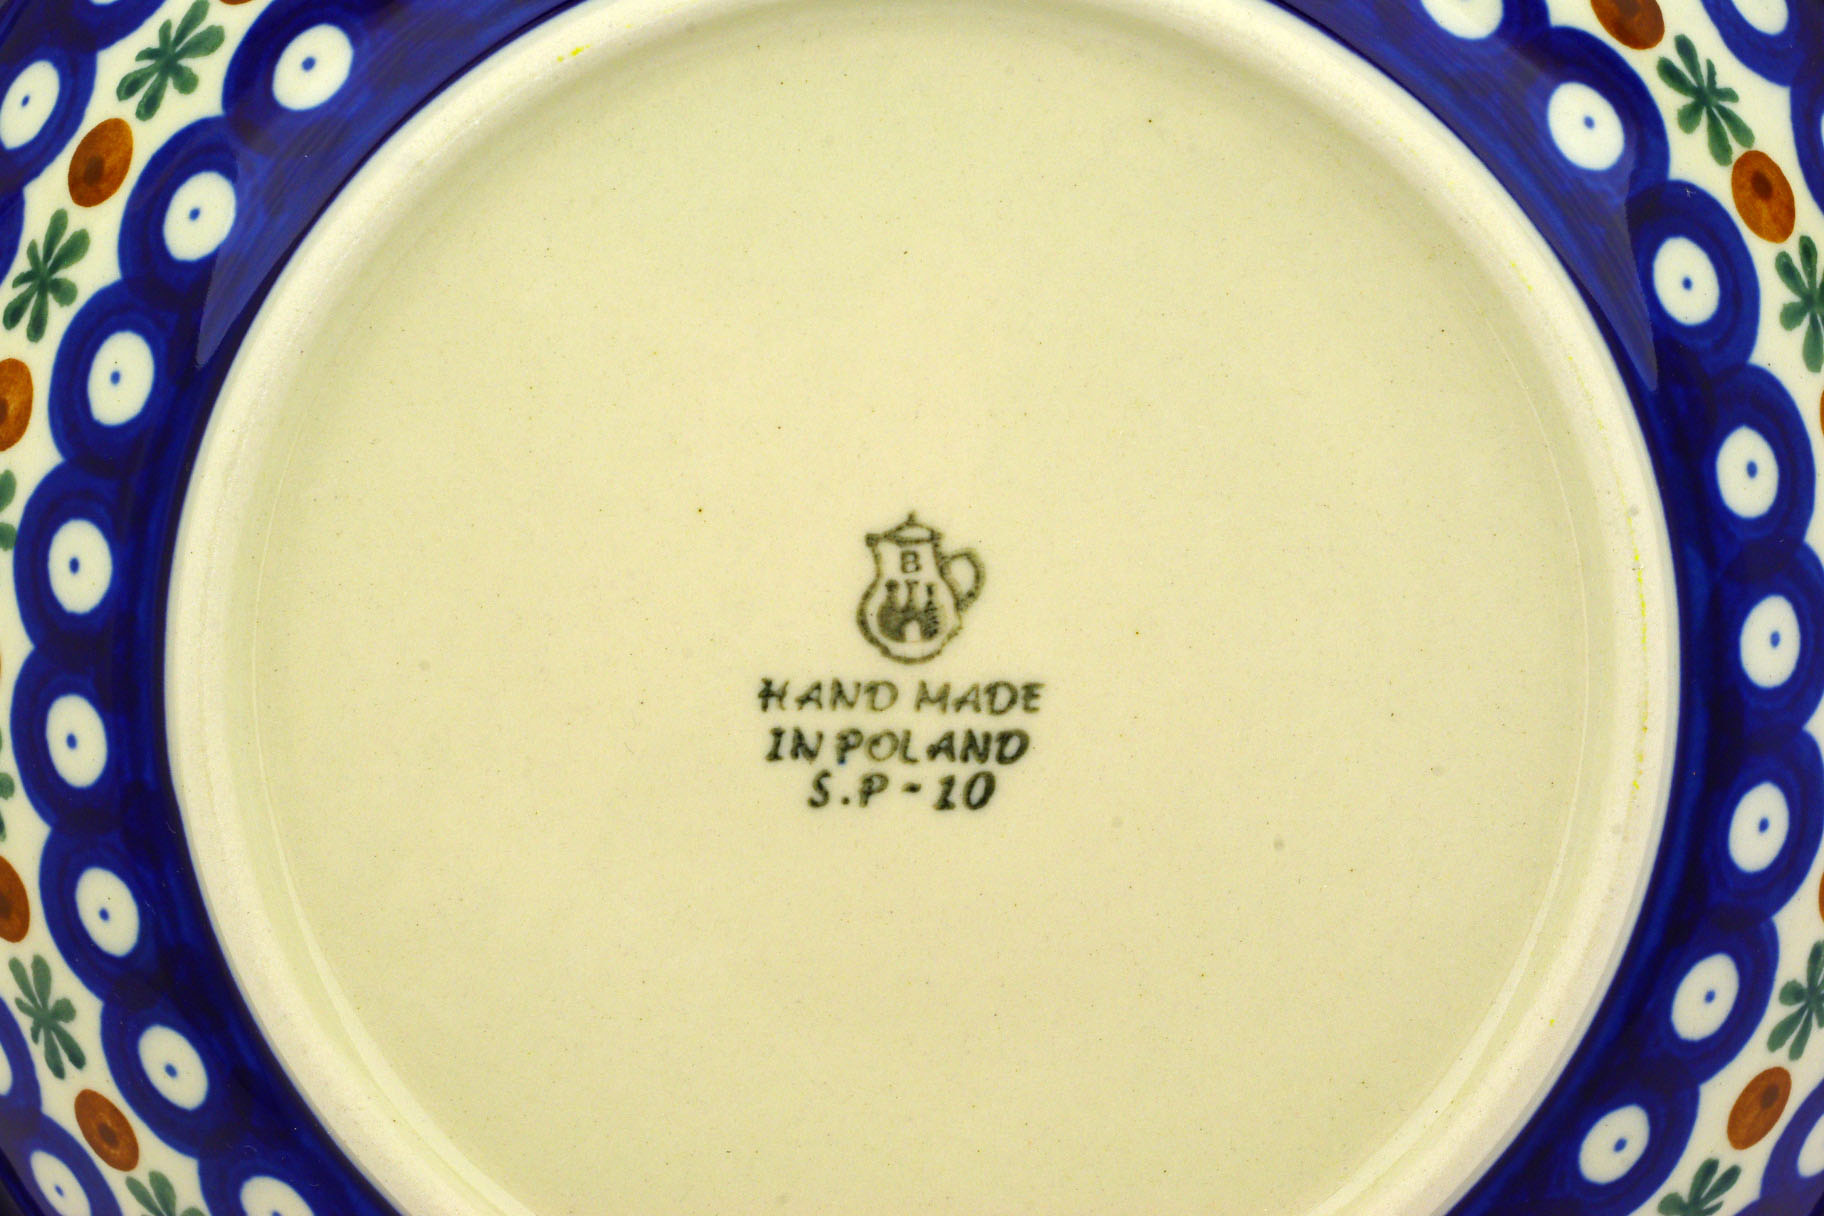 B
HAND MADE
IN POLAND
S.P-10